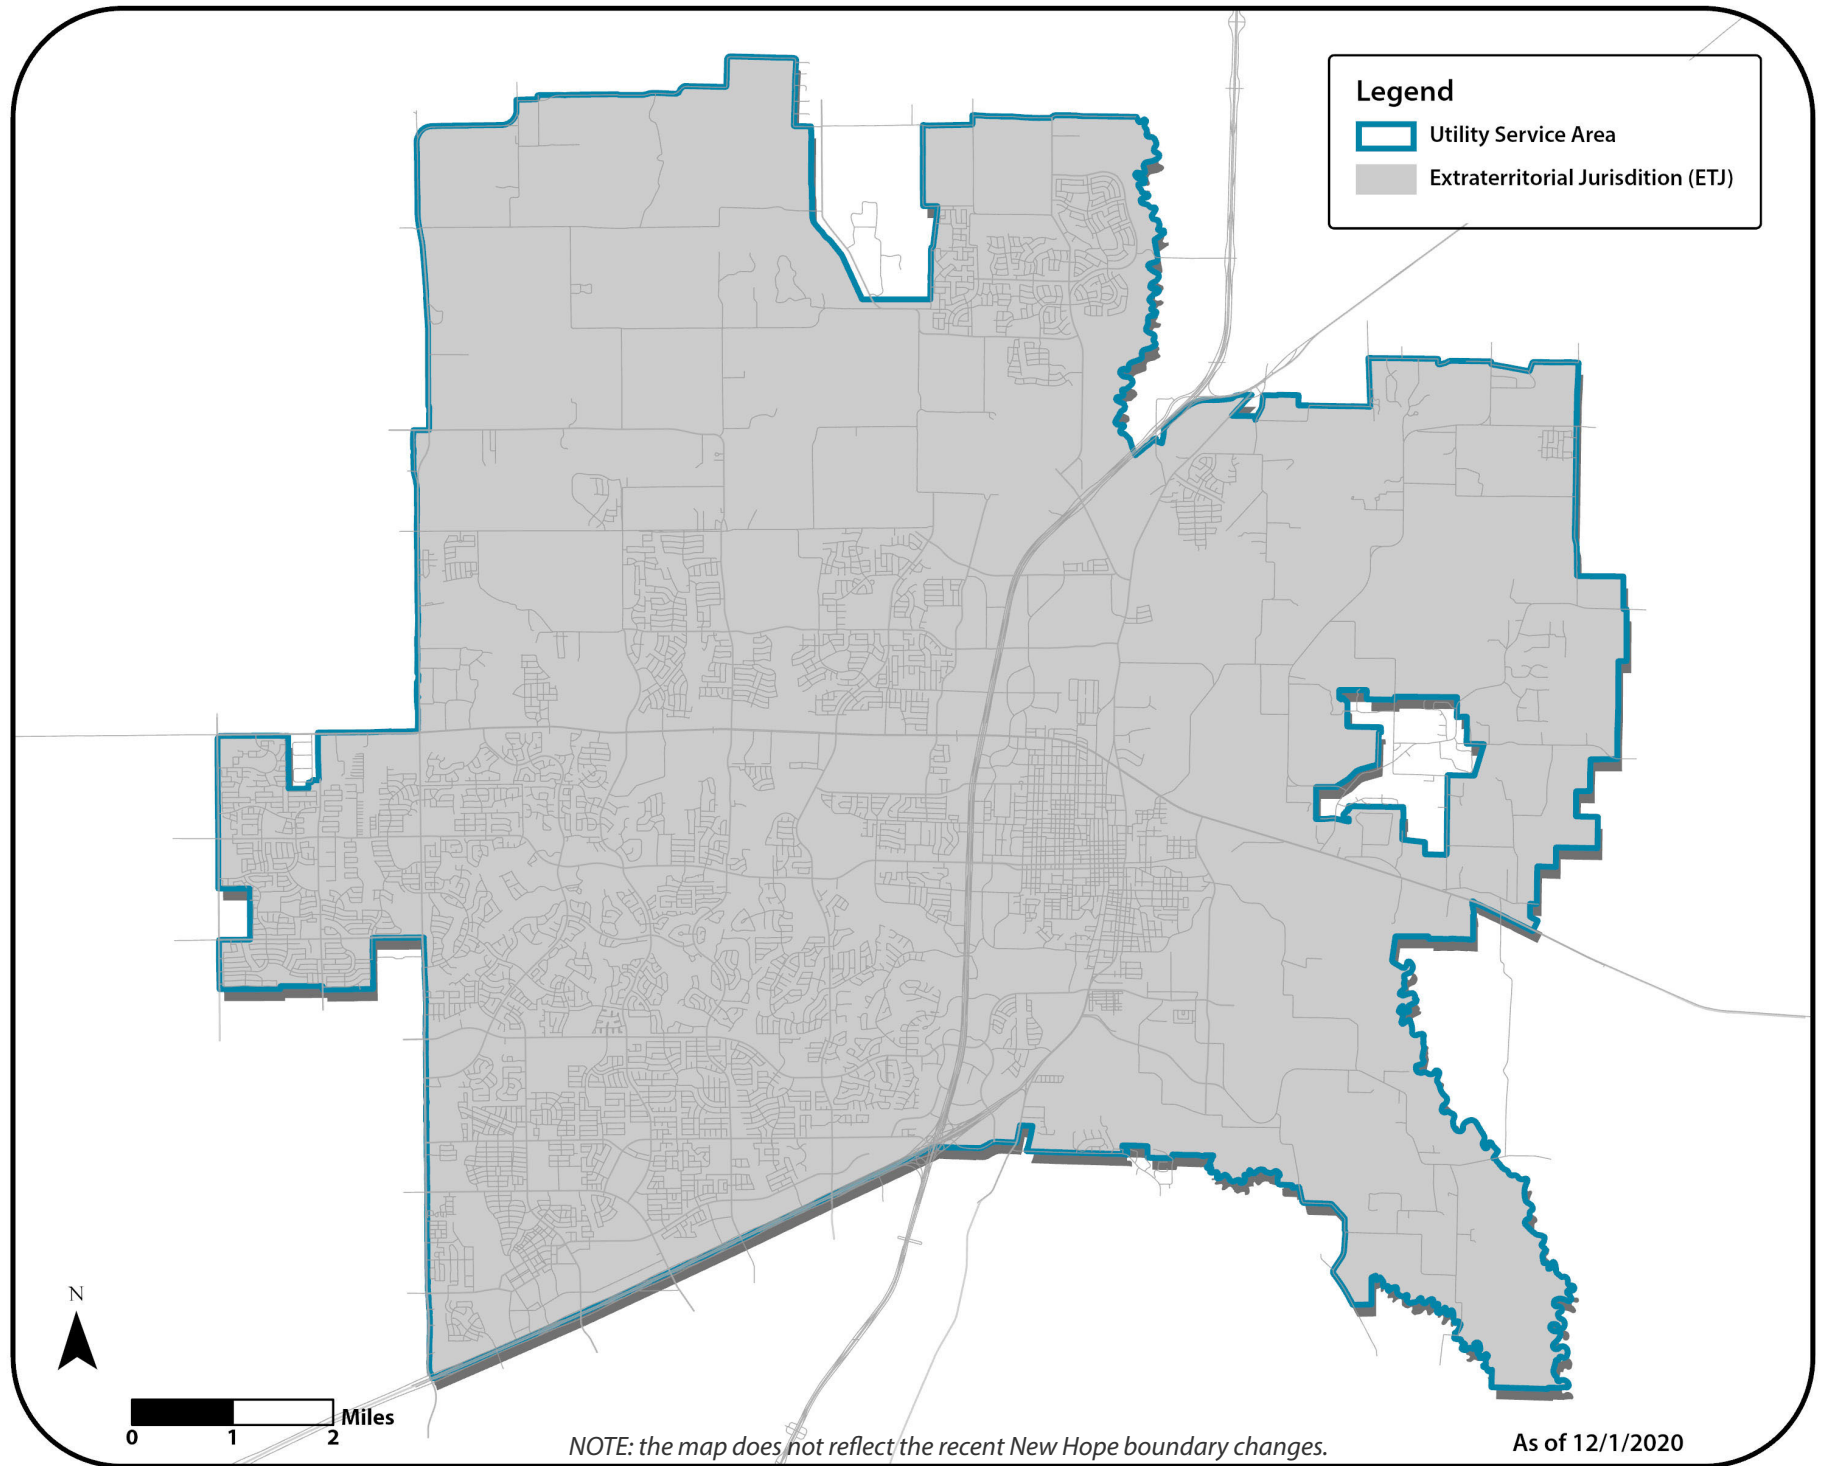 Legend
Utility Service Area
Extraterritorial Jurisdition (ETJ)
N
Miles
0 1 2
NOTE: the map does not reflect the recent New Hope boundary changes.
As of 12/1/2020